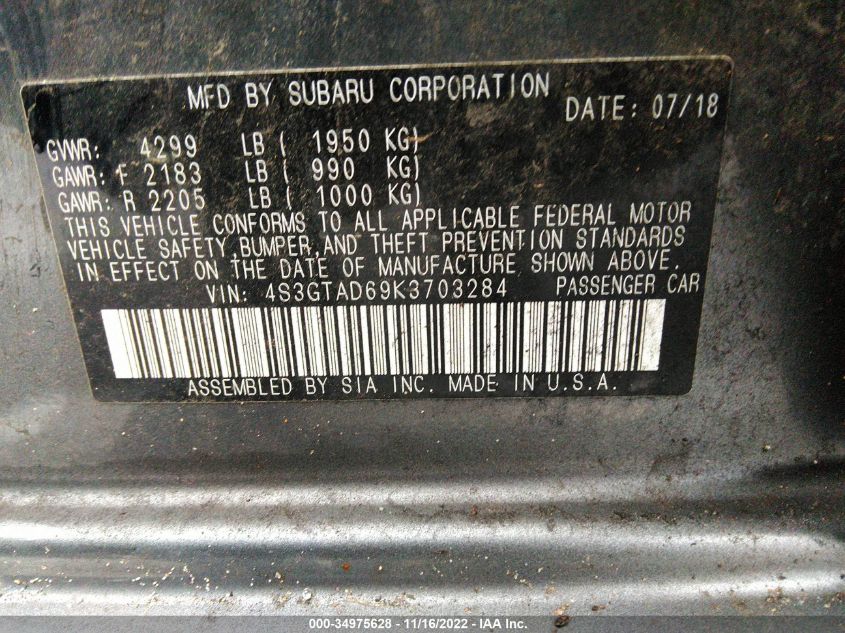 MFD BY SUBARU CORPORATION DATE: 07/18
GVWR: 4299 LB ( 1950 KG)
GAWR: F 2183 LB ( 990 KG)
GAWR: R 2205 LB ( 1000 KG)
THIS VEHICLE CONFORMS TO ALL APPLICABLE FEDERAL MOTOR
VEHICLE SAFETY,BUMPER,AND THEFT PREVENTION STANDARDS
IN EFFECT ON THE DATE OF MANUFACTURE SHOWN ABOVE.
VIN: 4S3GTAD69K3703284 PASSENGER CAR
ASSEMBLED BY SIA INC. MADE IN U.S.A.
000-34975628 - 11/16/2022 - IAA Inc.